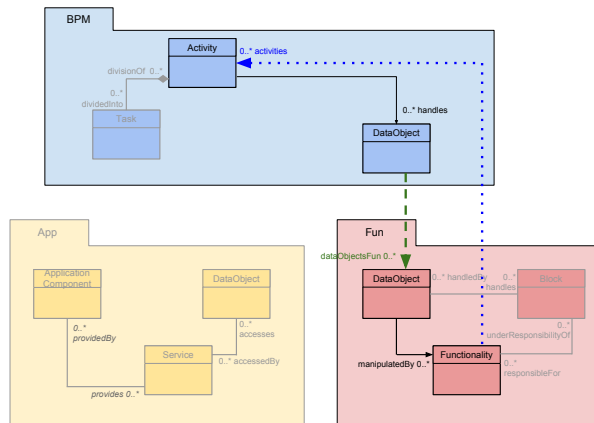 BPM
Activity
0..* activities
divisionOf 0..*
0..*
dividedInto
Task
0..* handles
DataObject
App
Fun
dataObjectsFun 0..*
Application
Component
DataObject
DataObject
0..* handledBy
0..*
handles
Block
0..*
providedBy
0..*
accesses
0..*
underResponsibilityOf
Service
0..* accessedBy
Functionality
manipulatedBy 0..*
0..*
responsibleFor
provides 0..*